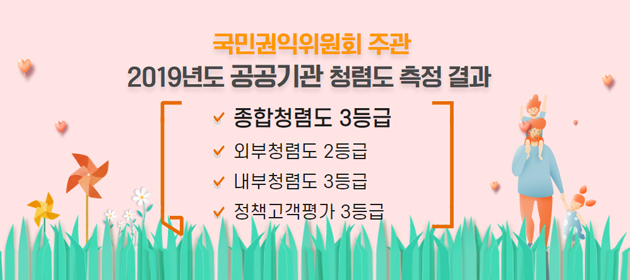 국민권익위원회 주관
2019년도 공공기관 청렴도 측정 결과
종합청렴도 3등급
외부청렴도 2등급
내부청렴도 3등급
정책고객평가 3등급